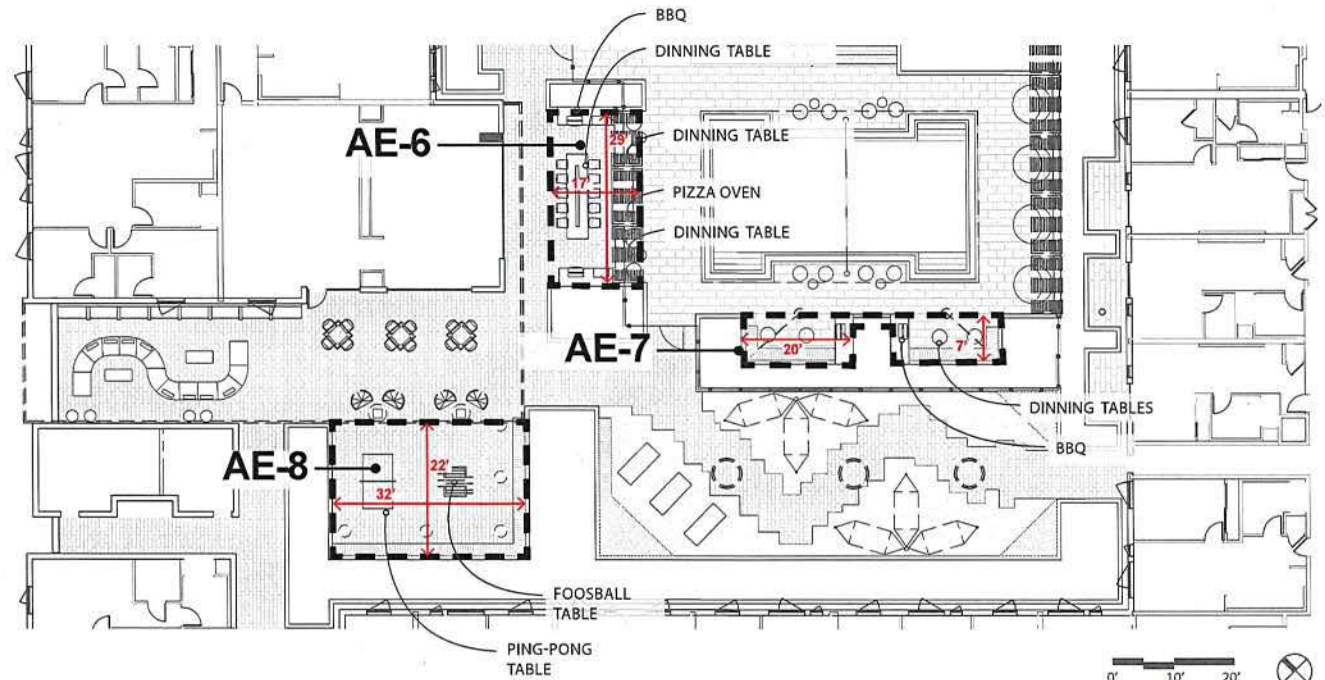 BBQ
DINNING TABLE
AE-6
DINNING TABLE
29'
17'
PIZZA OVEN
DINNING TABLE
AE-7
20'
7'
DINNING TABLES
BBQ
AE-8
22'
32'
FOOSBALL
TABLE
PING-PONG
TABLE
0' 10' 20'